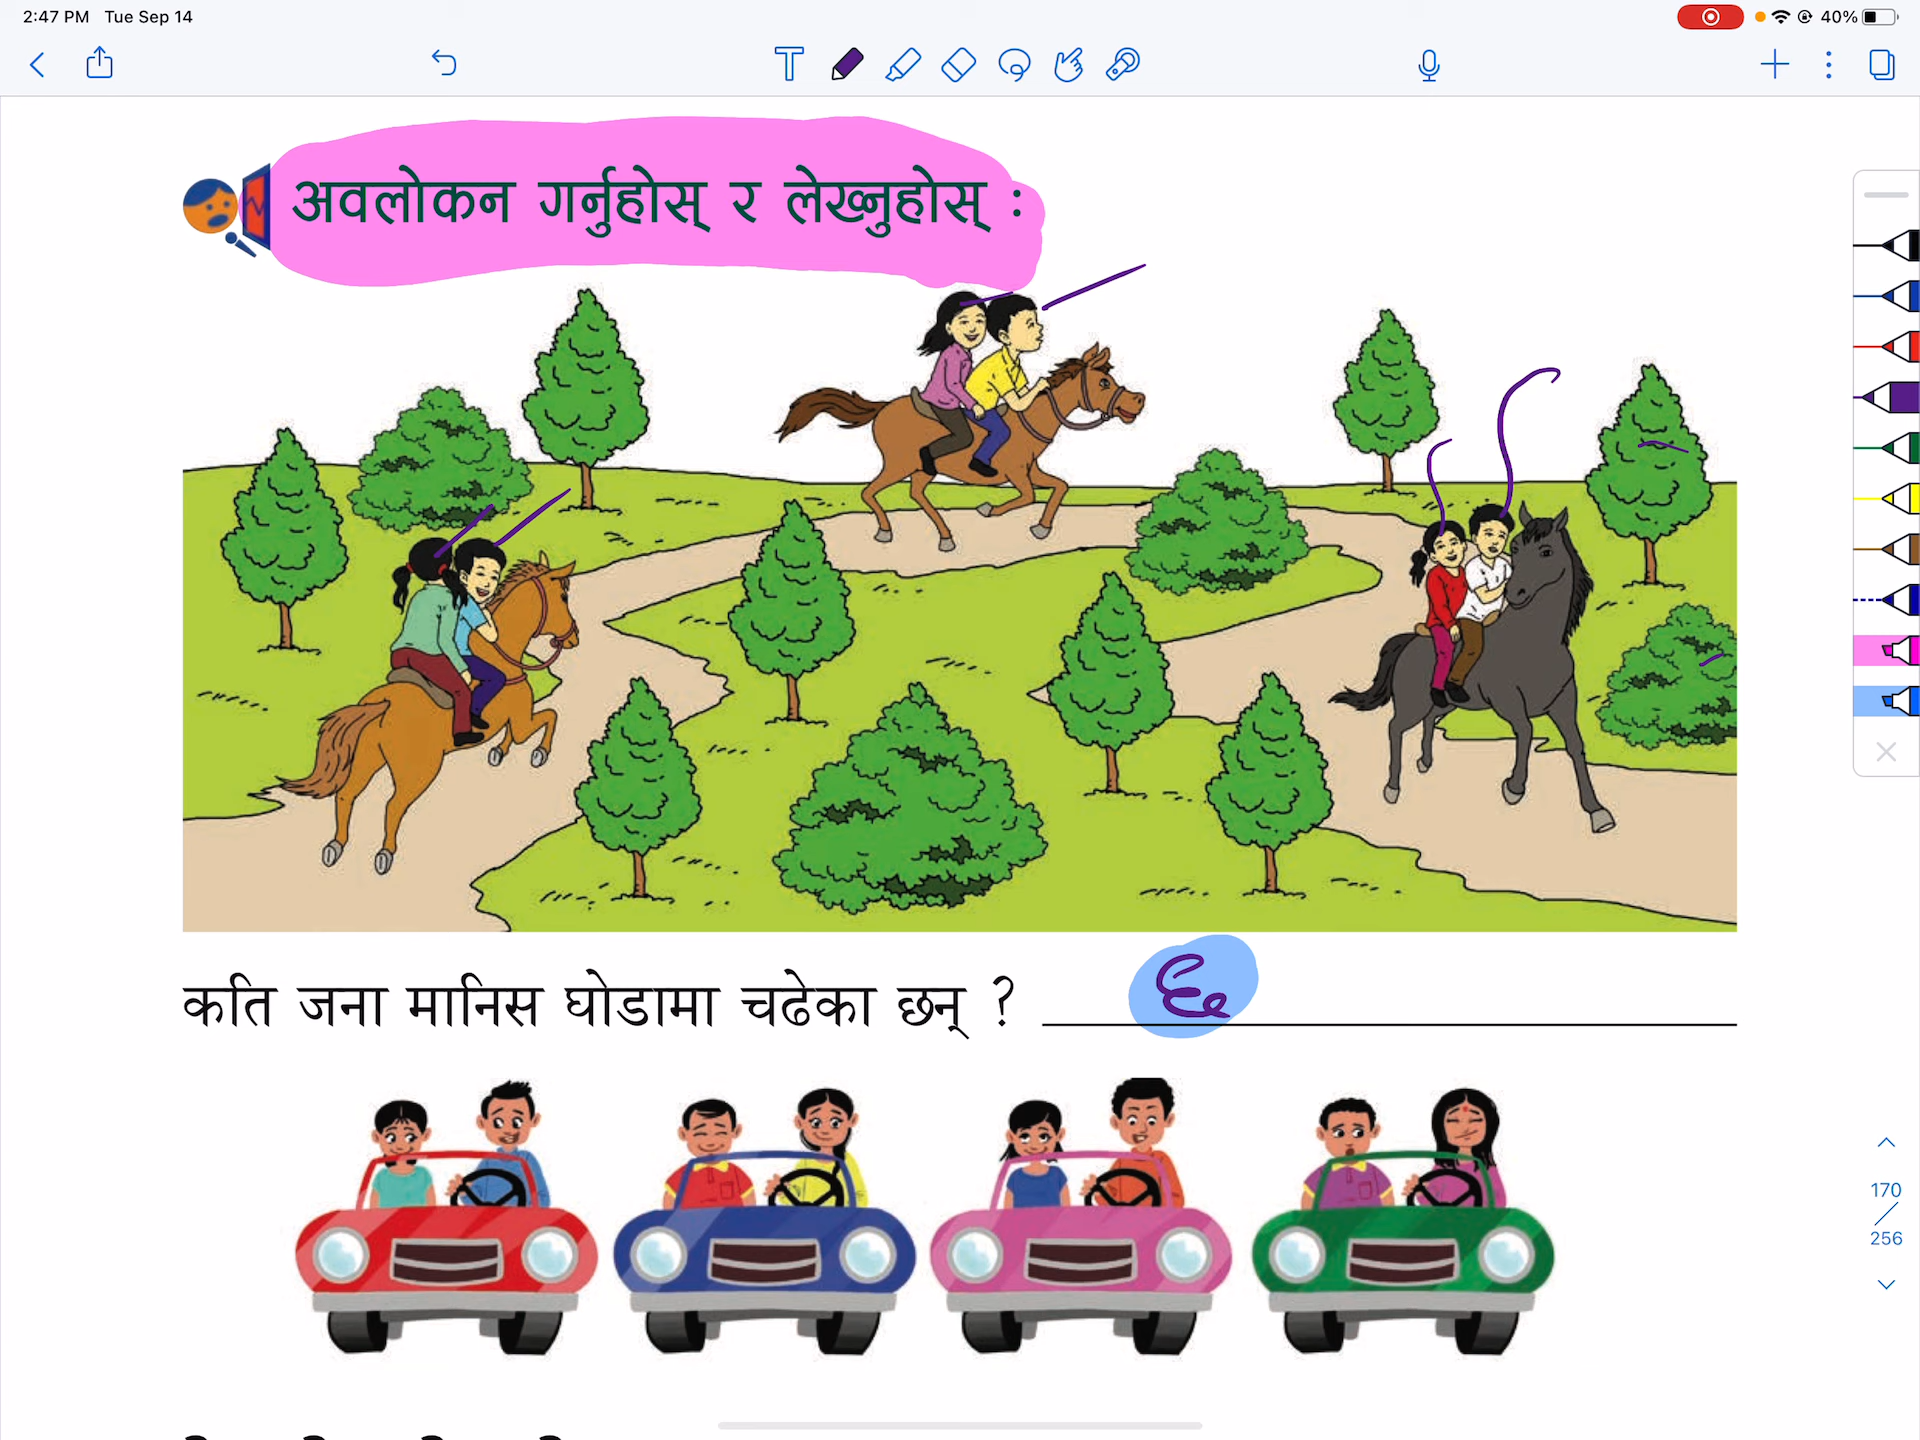 2:47 PM Tue Sep 14 40%
अवलोकन गर्नुहोस् र लेख्नुहोस् :
कति जना मानिस घोडामा चढेका छन् ? ६
170
256